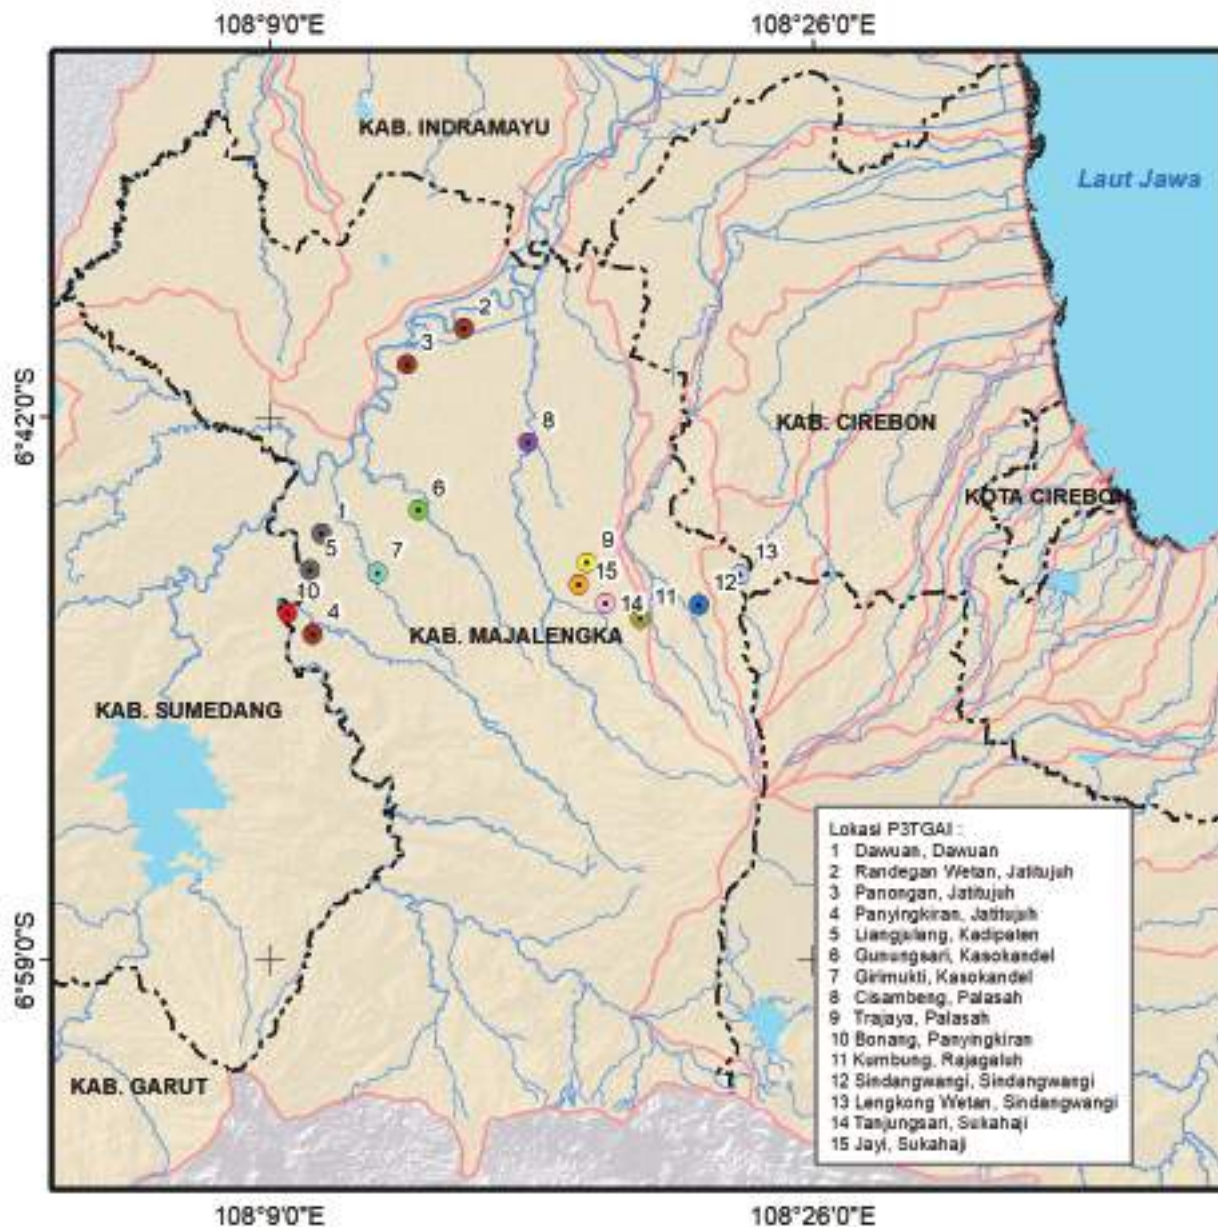 108°9'0"E 108°26'0"E
KAB. INDRAMAYU
Laut Jawa
2
3
6°42'0"S
8
KAB. CIREBON
KOTA CIREBON
6
1
5
7
9
13
15
12
10
14
11
4
KAB. MAJALENGKA
KAB. SUMEDANG
Lokasi P3TGAI :
1 Dawuan, Dawuan
2 Randegan Wetan, Jatitujuh
3 Panongan, Jatitujuh
4 Panyingkiran, Jatitujuh
5 Liangjulang, Kadipaten
6 Gunungsari, Kasokandel
7 Girimukti, Kasokandel
8 Cisambeng, Palasah
9 Trajaya, Palasah
10 Bonang, Panyingkiran
11 Kumbung, Rajagaluh
12 Sindangwangi, Sindangwangi
13 Lengkong Wetan, Sindangwangi
14 Tanjungsari, Sukahaji
15 Jayi, Sukahaji
6°59'0"S
KAB. GARUT
108°9'0"E 108°26'0"E